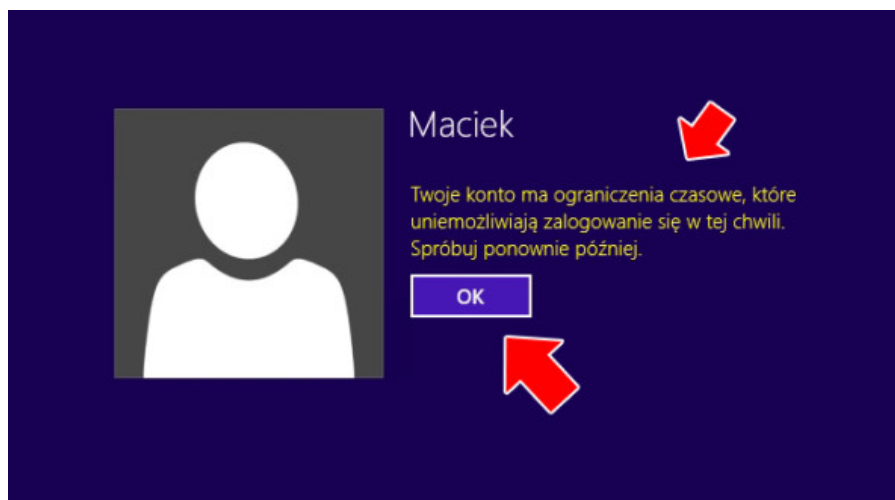 Maciek
Twoje konto ma ograniczenia czasowe, które
uniemożliwiają zalogowanie się w tej chwili.
Spróbuj ponownie później.
OK